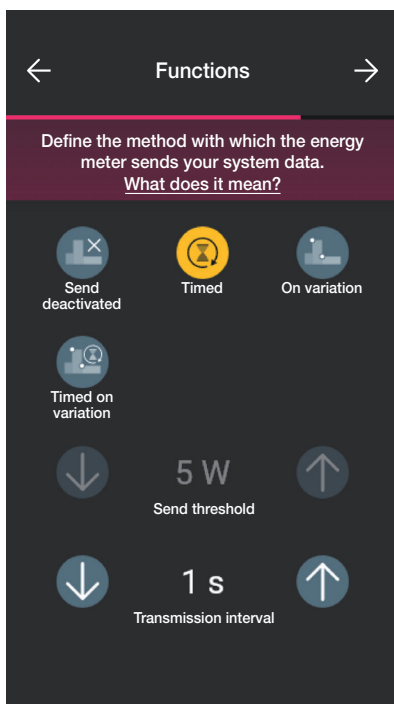 Functions
Define the method with which the energy
meter sends your system data.
What does it mean?
Send
deactivated
Timed
On variation
Timed on
variation
5 W
Send threshold
1 s
Transmission interval